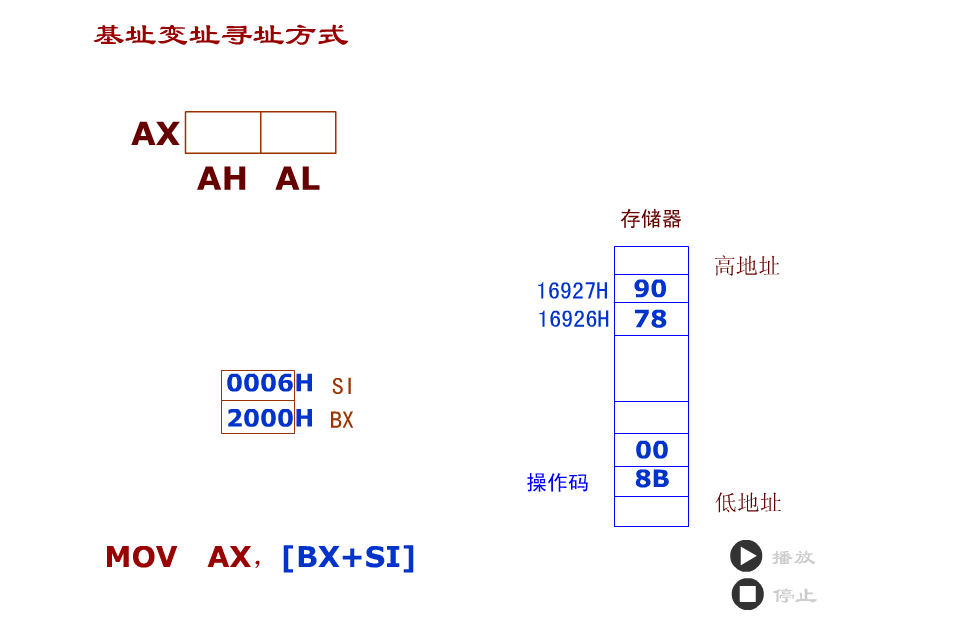 基址变址寻址方式
AX
AH AL
存储器
高地址
16927H 90
16926H 78
0006H SI
2000H BX
00
操作码 8B
低地址
MOV AX, [BX+SI]
播放
停止